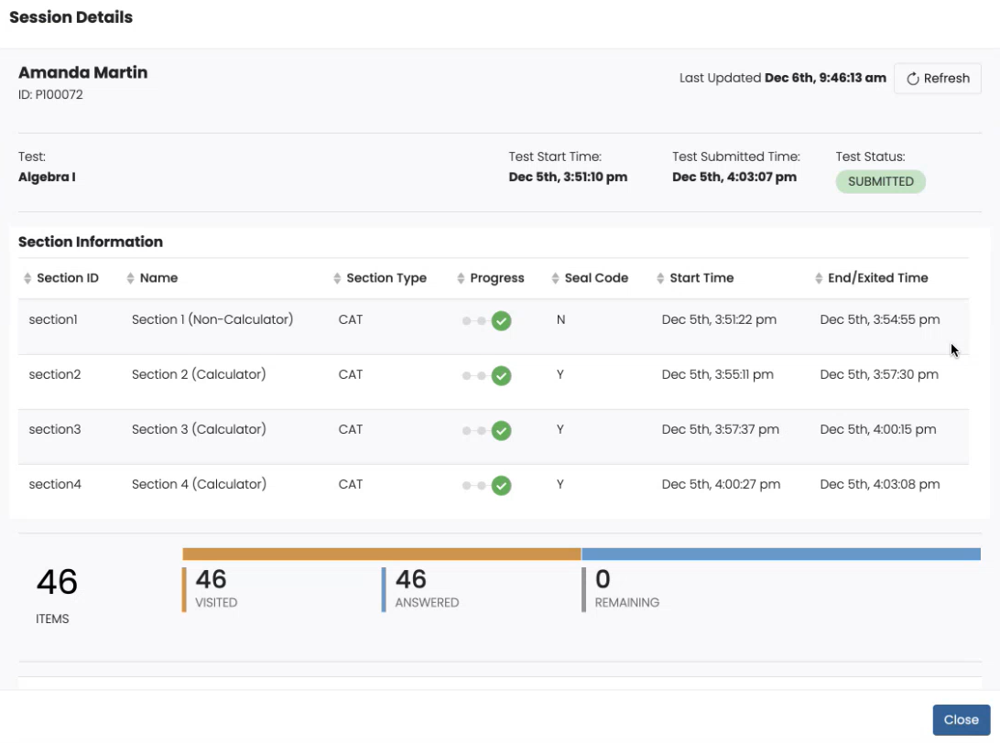 Session Details
Amanda Martin
ID: P100072
Last Updated Dec 6th, 9:46:13 am
Refresh
Test:
Algebra I
Test Start Time:
Dec 5th, 3:51:10 pm
Test Submitted Time:
Dec 5th, 4:03:07 pm
Test Status:
SUBMITTED
Section Information
Section ID Name Section Type Progress Seal Code Start Time End/Exited Time
section1 Section 1 (Non-Calculator) CAT N Dec 5th, 3:51:22 pm Dec 5th, 3:54:55 pm
section2 Section 2 (Calculator) CAT Y Dec 5th, 3:55:11 pm Dec 5th, 3:57:30 pm
section3 Section 3 (Calculator) CAT Y Dec 5th, 3:57:37 pm Dec 5th, 4:00:15 pm
section4 Section 4 (Calculator) CAT Y Dec 5th, 4:00:27 pm Dec 5th, 4:03:08 pm
46
ITEMS
46
VISITED
46
ANSWERED
0
REMAINING
Close